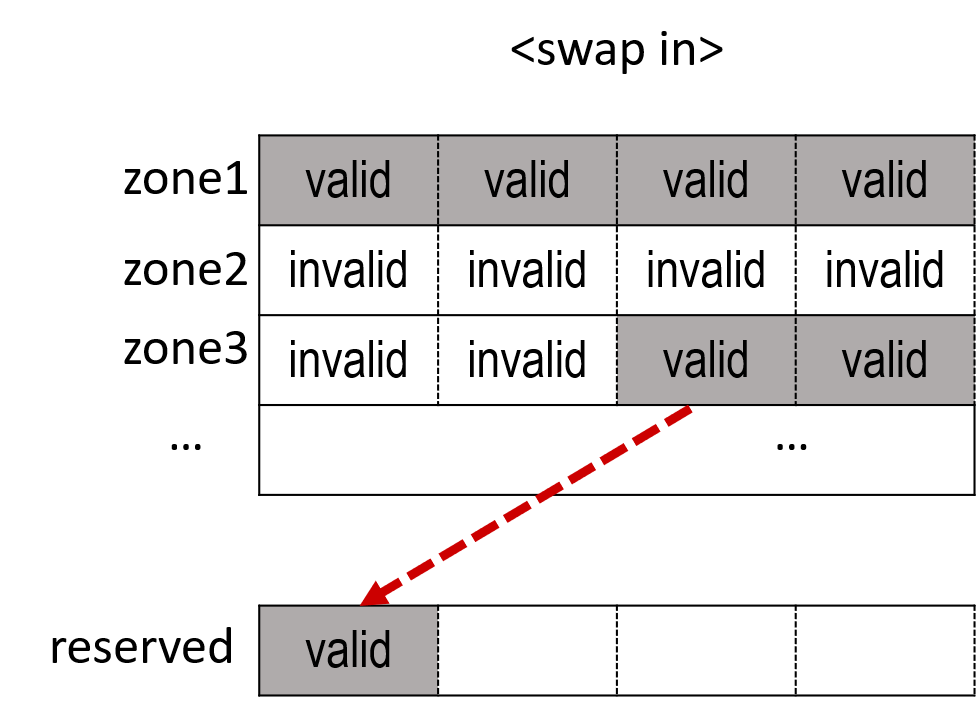 <swap in>
zone1 valid valid valid valid
zone2 invalid invalid invalid invalid
zone3 invalid invalid valid valid
... ...
reserved valid